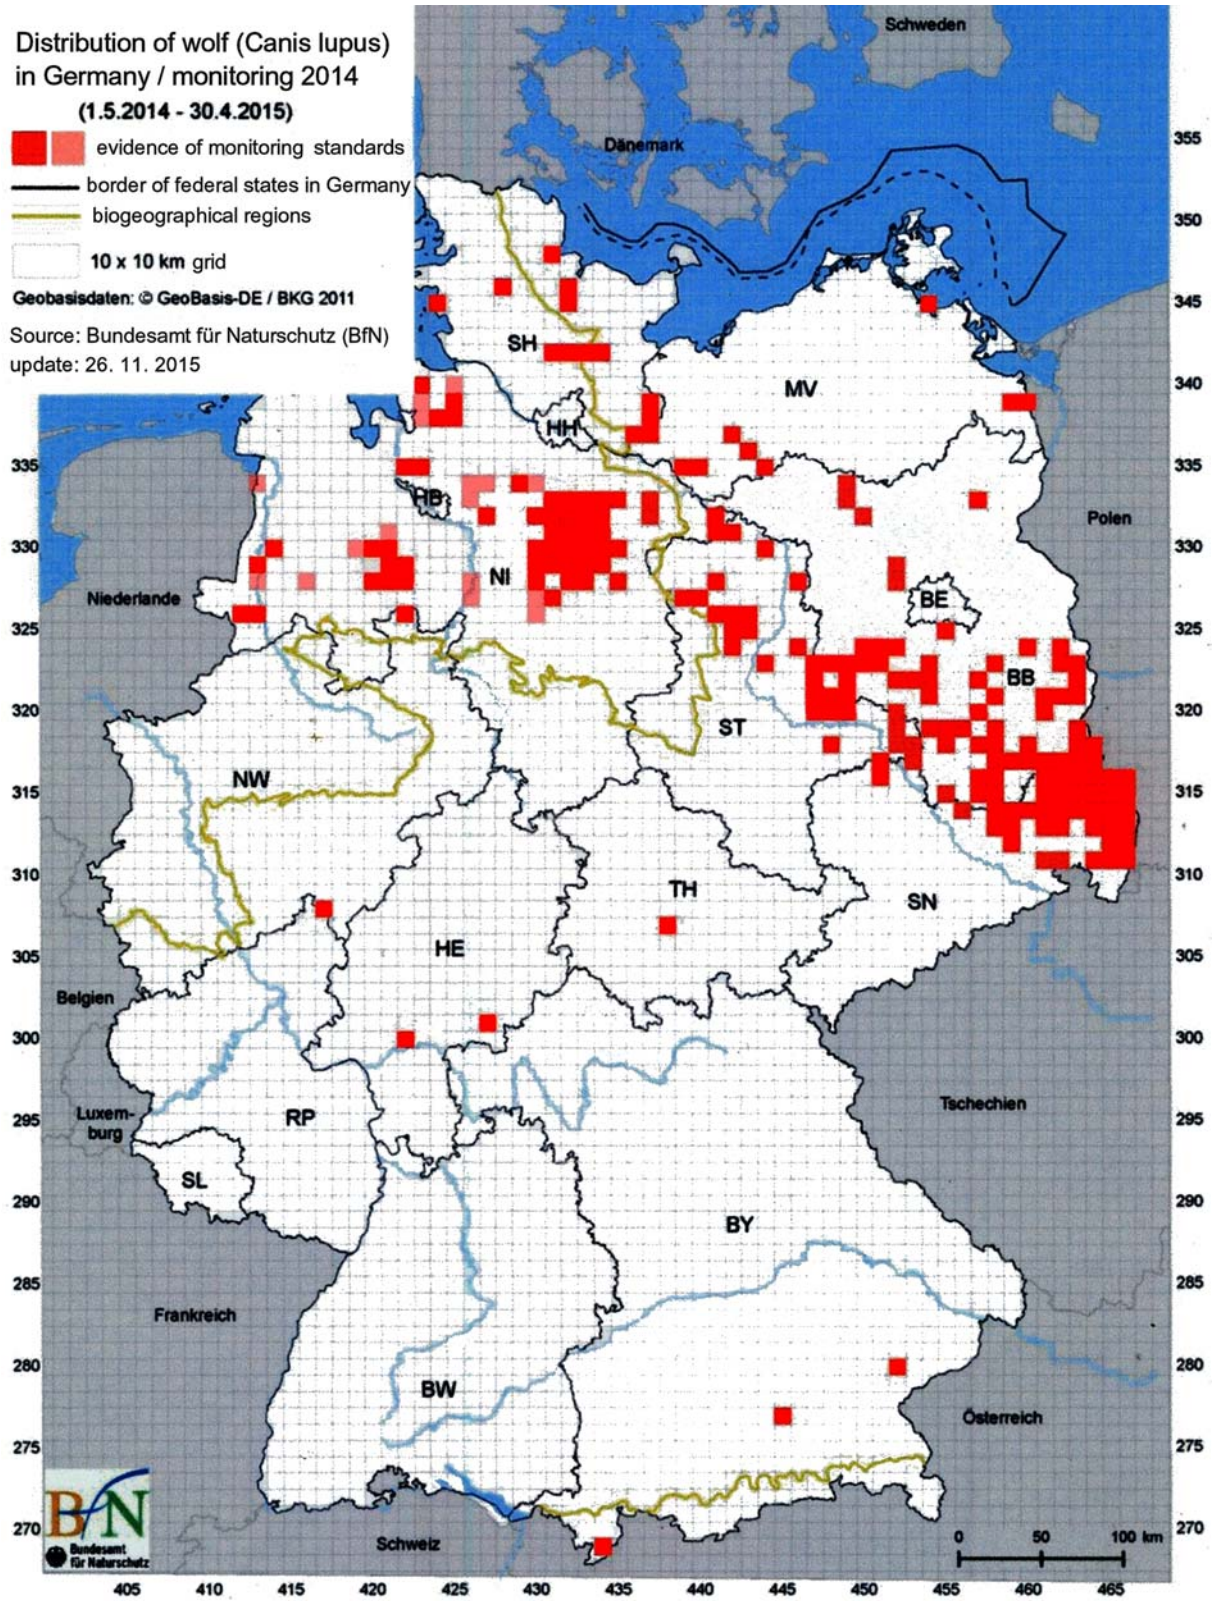 Distribution of wolf (Canis lupus)
in Germany / monitoring 2014
(1.5.2014 - 30.4.2015)
evidence of monitoring standards
border of federal states in Germany
biogeographical regions
10 x 10 km grid
Geobasisdaten: © GeoBasis-DE / BKG 2011
Source: Bundesamt für Naturschutz (BfN)
update: 26. 11. 2015
Schweden
Dänemark
355
350
345
SH
340
MV
HH
335
335
HB
Polen
330
330
NI
Niederlande
BE
325
325
BB
320
320
ST
NW
315
315
310
310
TH
SN
HE
305
305
Belgien
300
300
Tschechien
Luxem-
burg
RP
295
295
SL
290
290
BY
285
285
Frankreich
280
280
BW
Österreich
275
275
BfN
Bundesamt
für Naturschutz
270
270
Schweiz
0 50 100 km
405 410 415 420 425 430 435 440 445 450 455 460 465